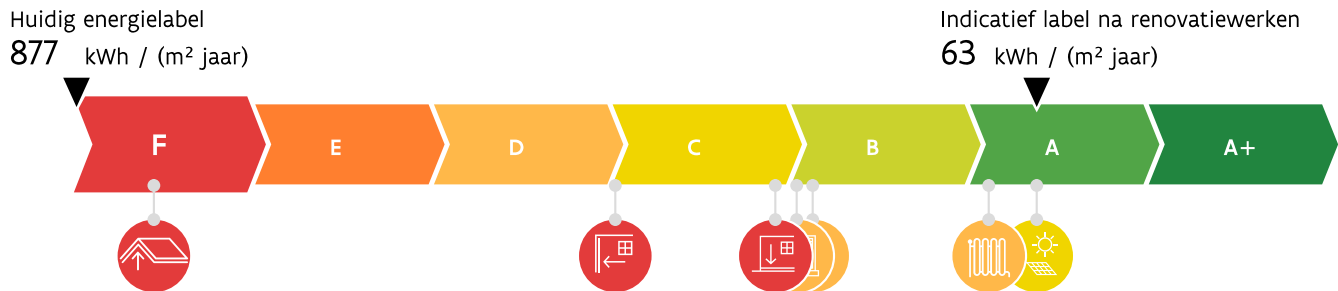 Huidig energielabel
877 kWh / (m² jaar)
Indicatief label na renovatiewerken
63 kWh / (m² jaar)
F E D C B A A+